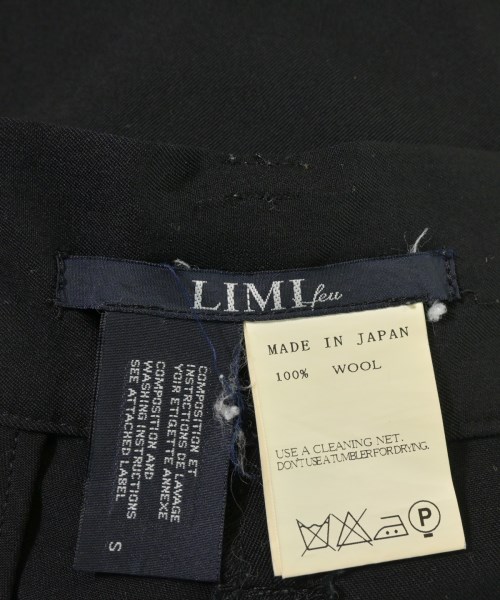 LIMI feu
MADE IN JAPAN
100% WOOL
USE A CLEANING NET.
DON'T USE A TUMBLER FOR DRYING.
P
COMPOSITION ET
INSTRUCTIONS DE LAVAGE
VOIR ETIQUETTE ANNEXE
COMPOSITION AND
WASHING INSTRUCTIONS
SEE ATTACHED LABEL
S